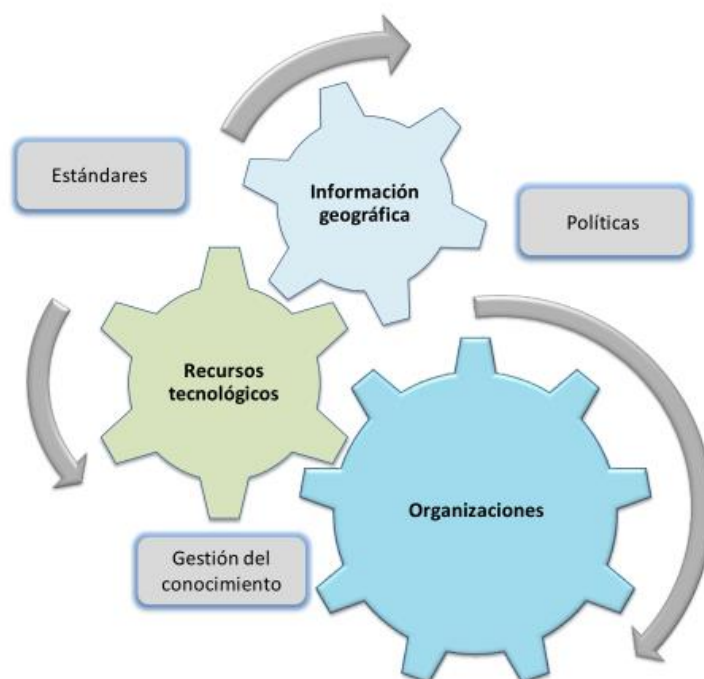 Estándares
Información
geográfica
Políticas
Recursos
tecnológicos
Organizaciones
Gestión del
conocimiento